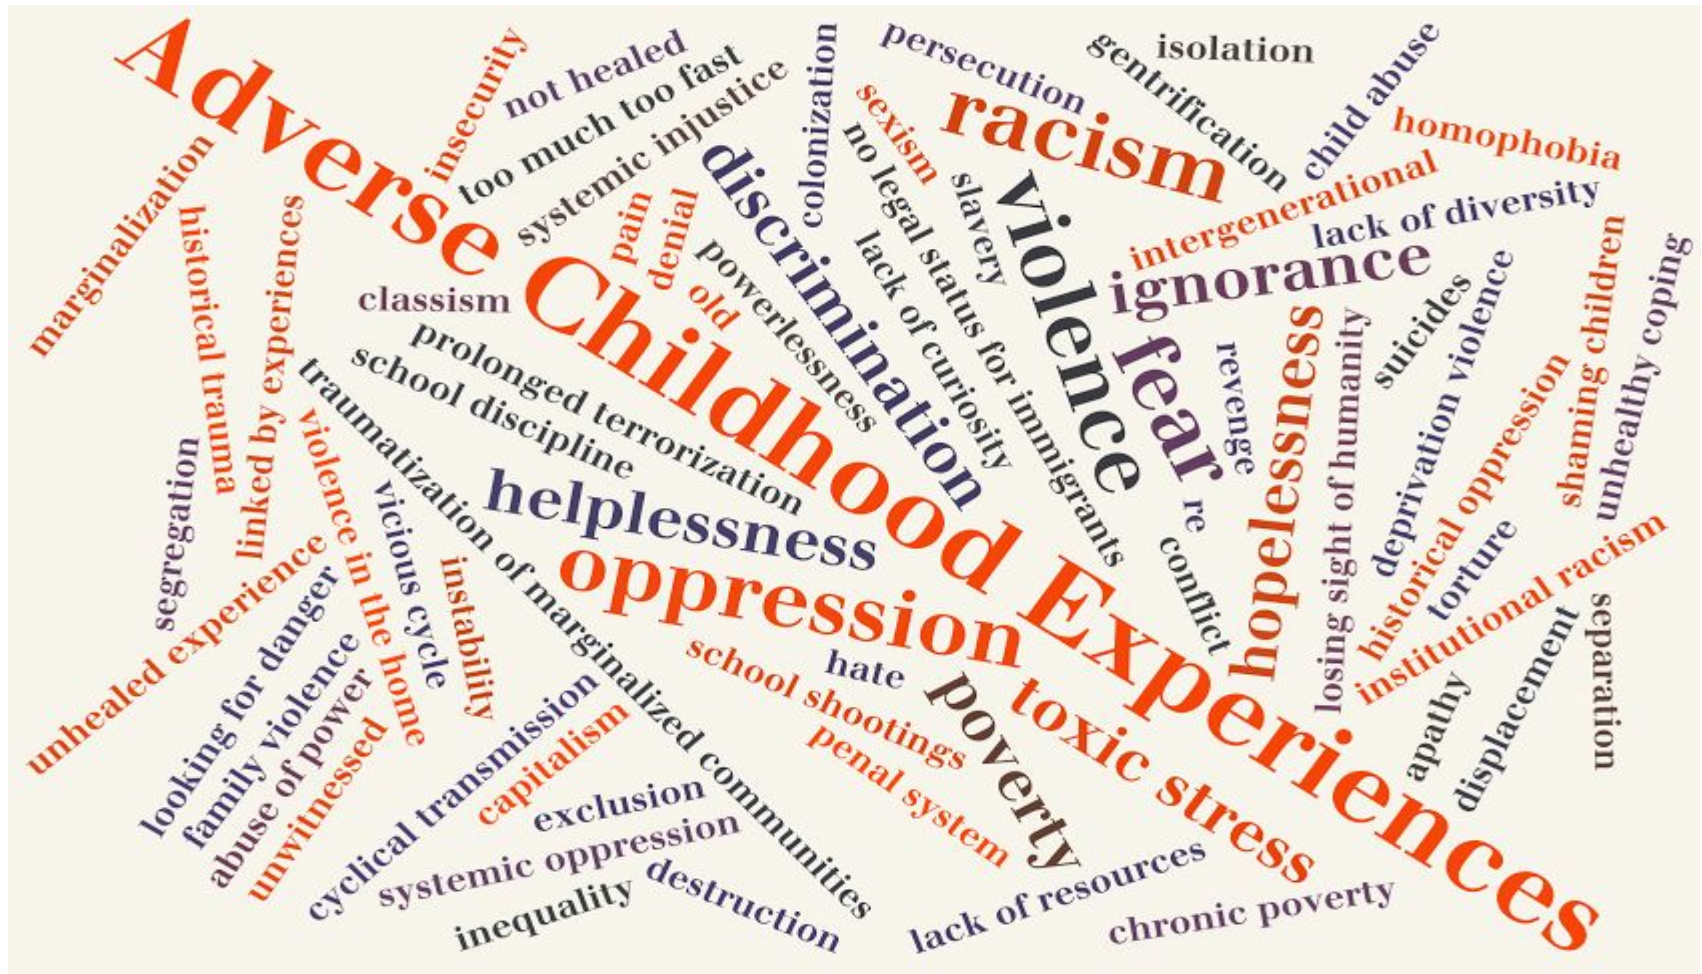 Adverse Childhood Experiences
insecurity
not healed
too much too fast
systemic injustice
colonization
persecution
sexism
racism
gentrification
isolation
child abuse
homophobia
marginalization
historical trauma
linked by experiences
pain
denial
old
classism
powerlessness
discrimination
no legal status for immigrants
lack of curiosity
slavery
violence
intergenerational
lack of diversity
ignorance
fear
revenge
re
hopelessness
losing sight of humanity
suicides
deprivation violence
shaming children
unhealthy coping
historical oppression
torture
institutional racism
prolonged terrorization
school discipline
traumatization of marginalized communities
helplessness
oppression
conflict
segregation
violence in the home
vicious cycle
instability
unhealed experience
looking for danger
family violence
abuse of power
unwitnessed
cyclical transmission
capitalism
exclusion
systemic oppression
inequality
destruction
school shootings
hate
penal system
poverty
toxic stress
lack of resources
chronic poverty
apathy
displacement
separation